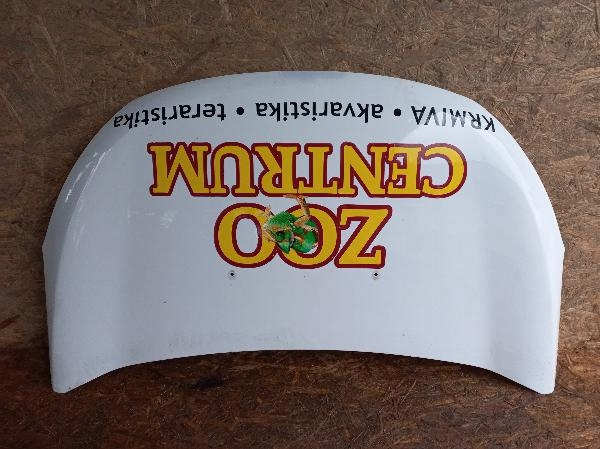 ZOO
CENTRUM
KRMIVA • akvaristika • teraristika